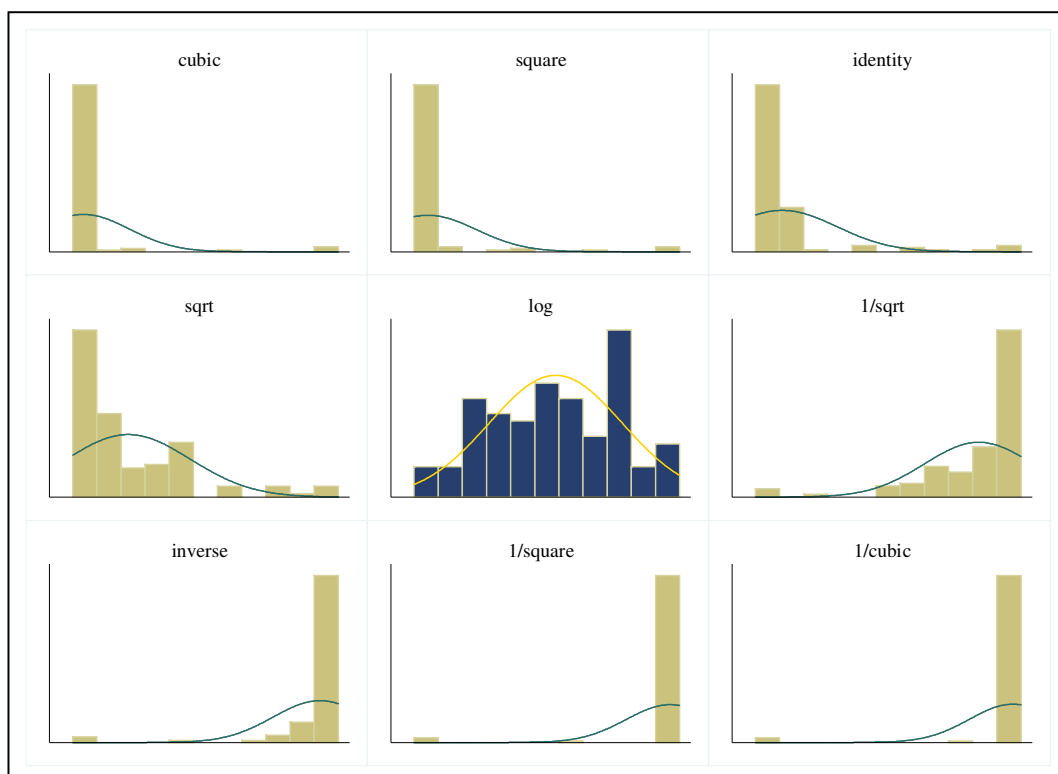 cubic
square
identity
sqrt
log
1/sqrt
inverse
1/square
1/cubic